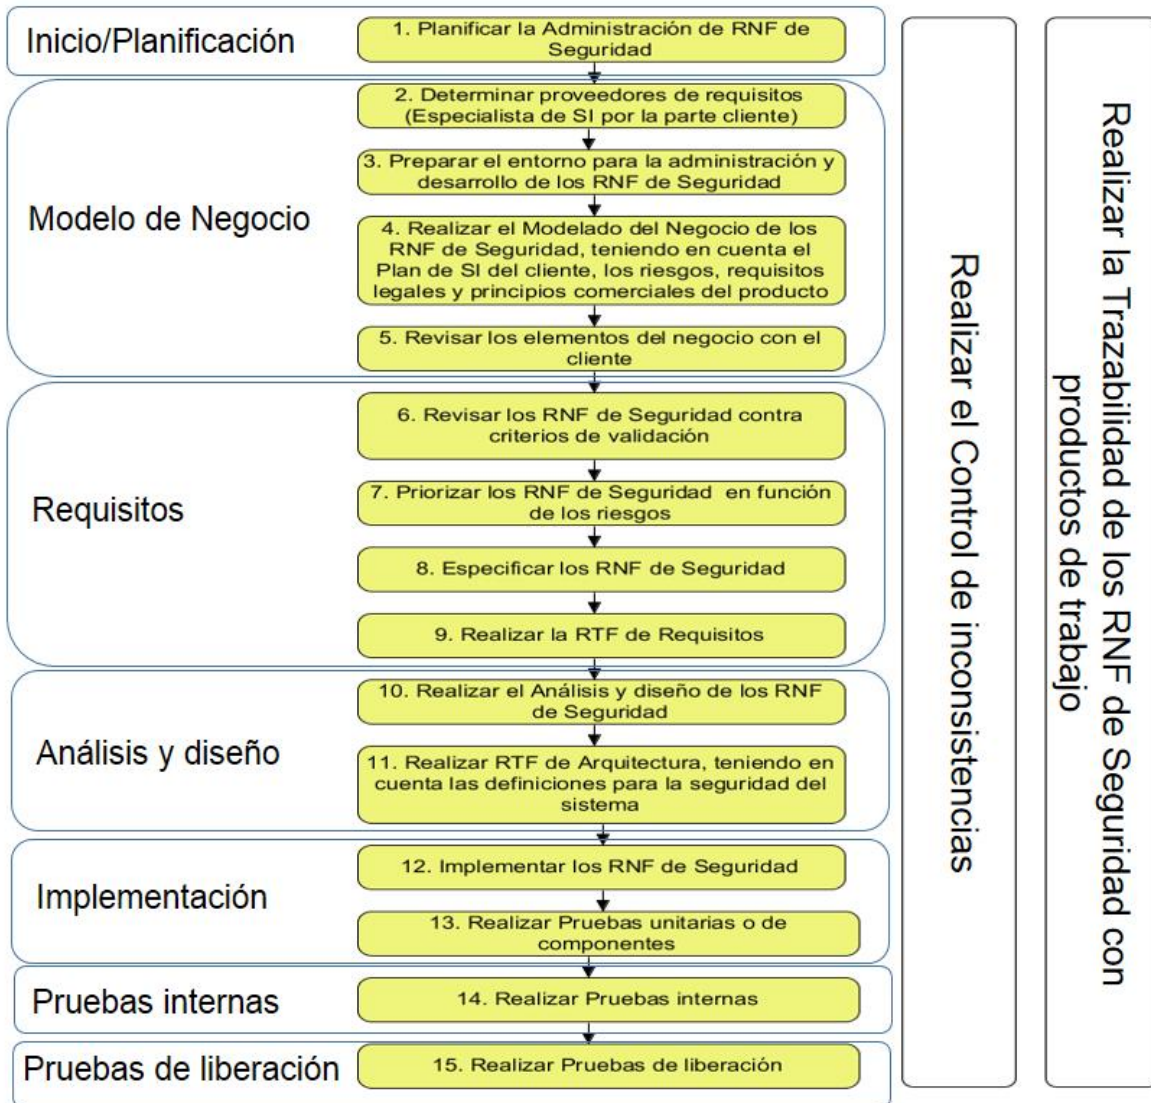 Inicio/Planificación
1. Planificar la Administración de RNF de
Seguridad
Modelo de Negocio
2. Determinar proveedores de requisitos
(Especialista de SI por la parte cliente)
3. Preparar el entorno para la administración y
desarrollo de los RNF de Seguridad
4. Realizar el Modelado del Negocio de los
RNF de Seguridad, teniendo en cuenta el
Plan de SI del cliente, los riesgos, requisitos
legales y principios comerciales del producto
5. Revisar los elementos del negocio con el
cliente
Requisitos
6. Revisar los RNF de Seguridad contra
criterios de validación
7. Priorizar los RNF de Seguridad en función
de los riesgos
8. Especificar los RNF de Seguridad
9. Realizar la RTF de Requisitos
Análisis y diseño
10. Realizar el Análisis y diseño de los RNF
de Seguridad
11. Realizar RTF de Arquitectura, teniendo en
cuenta las definiciones para la seguridad del
sistema
Implementación
12. Implementar los RNF de Seguridad
13. Realizar Pruebas unitarias o de
componentes
Pruebas internas
14. Realizar Pruebas internas
Pruebas de liberación
15. Realizar Pruebas de liberación
Realizar el Control de inconsistencias
Realizar la Trazabilidad de los RNF de Seguridad con
productos de trabajo